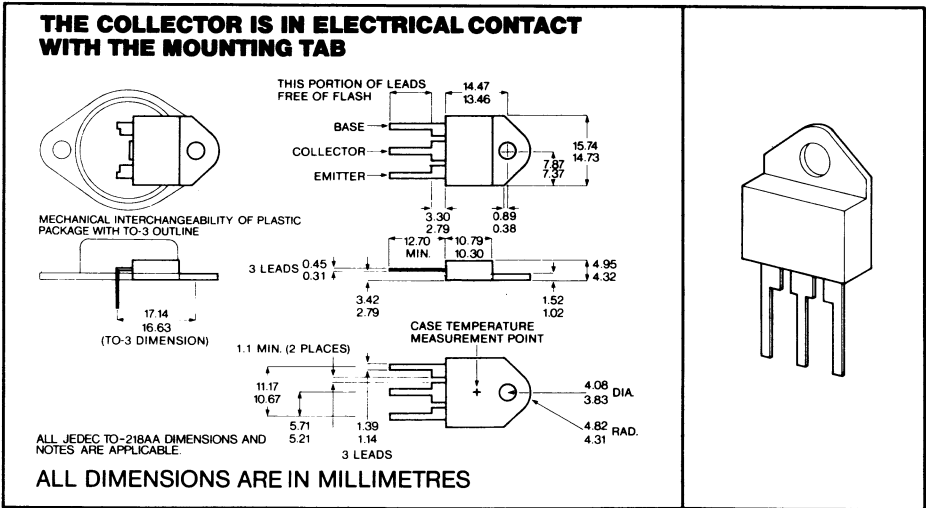 THE COLLECTOR IS IN ELECTRICAL CONTACT
WITH THE MOUNTING TAB
THIS PORTION OF LEADS
FREE OF FLASH
14.47
13.46
BASE
COLLECTOR
EMITTER
15.74
14.73
7.87
7.37
3.30
2.79
0.89
0.38
MECHANICAL INTERCHANGEABILITY OF PLASTIC
PACKAGE WITH TO-3 OUTLINE
12.70
MIN.
10.79
10.30
3 LEADS
0.45
0.31
4.95
4.32
3.42
2.79
1.52
1.02
17.14
16.63
(TO-3 DIMENSION)
CASE TEMPERATURE
MEASUREMENT POINT
1.1 MIN. (2 PLACES)
11.17
10.67
4.08
3.83
DIA.
5.71
5.21
1.39
1.14
3 LEADS
4.82
4.31
RAD.
ALL JEDEC TO-218AA DIMENSIONS AND
NOTES ARE APPLICABLE.
ALL DIMENSIONS ARE IN MILLIMETRES